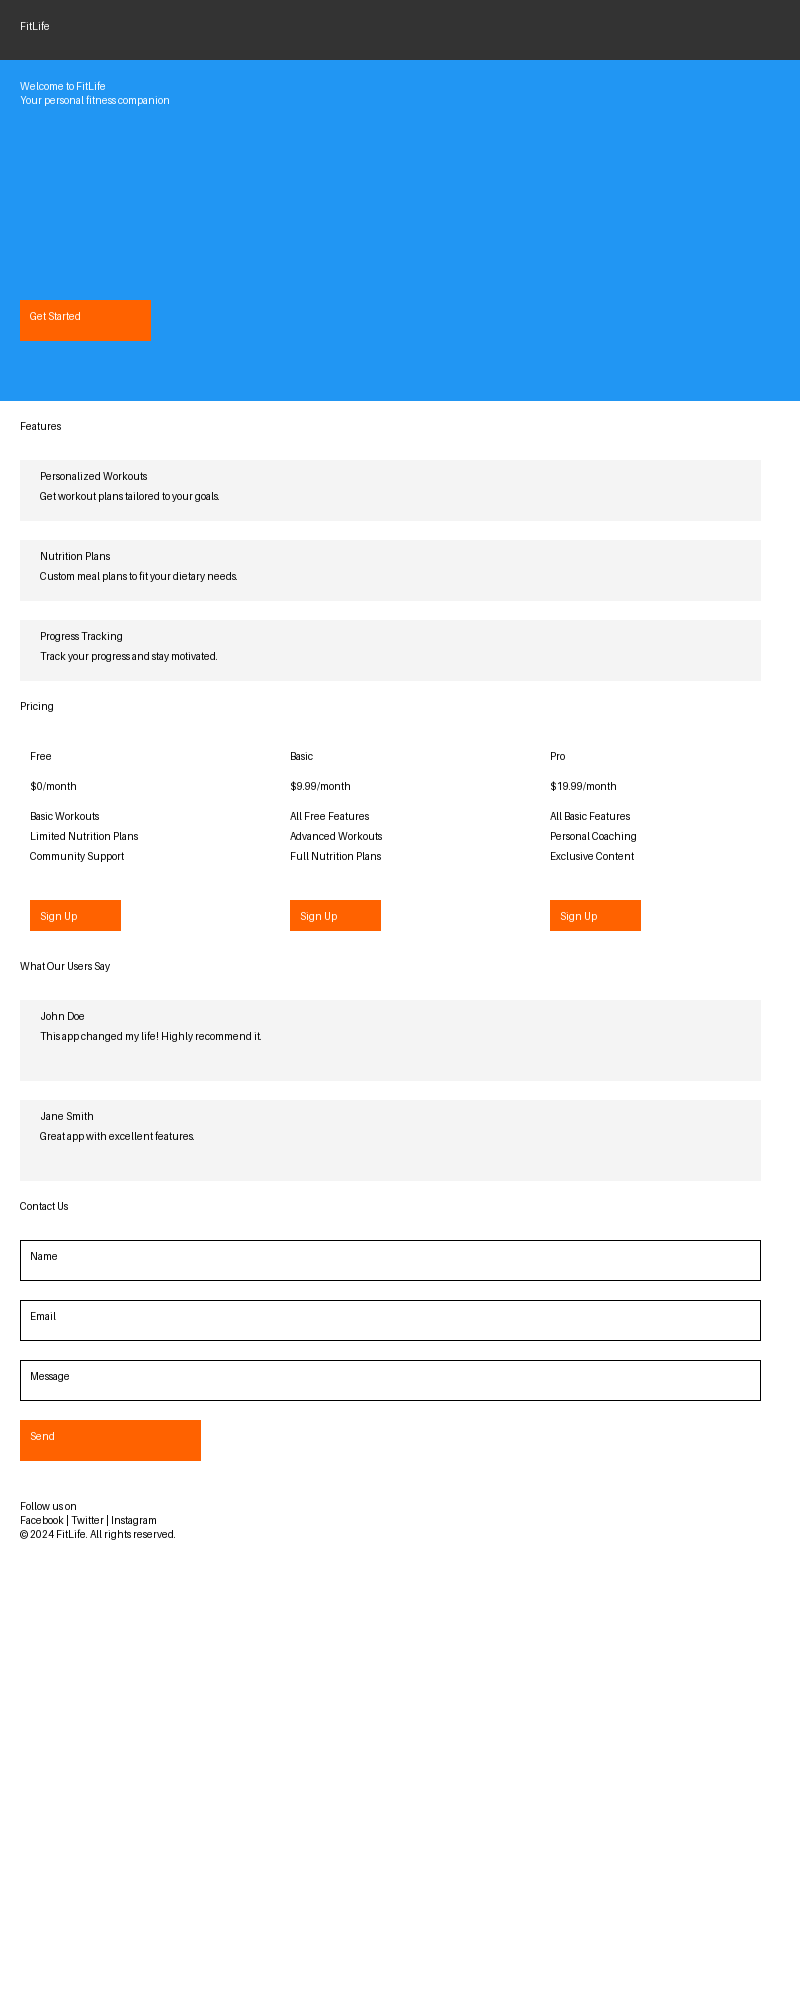 FitLife
Welcome to FitLife
Your personal fitness companion
Get Started
Features
Personalized Workouts
Get workout plans tailored to your goals.
Nutrition Plans
Custom meal plans to fit your dietary needs.
Progress Tracking
Track your progress and stay motivated.
Pricing
Free
$0/month
Basic Workouts
Limited Nutrition Plans
Community Support
Sign Up
Basic
$9.99/month
All Free Features
Advanced Workouts
Full Nutrition Plans
Sign Up
Pro
$19.99/month
All Basic Features
Personal Coaching
Exclusive Content
Sign Up
What Our Users Say
John Doe
This app changed my life! Highly recommend it.
Jane Smith
Great app with excellent features.
Contact Us
Name
Email
Message
Send
Follow us on
Facebook | Twitter | Instagram
© 2024 FitLife. All rights reserved.